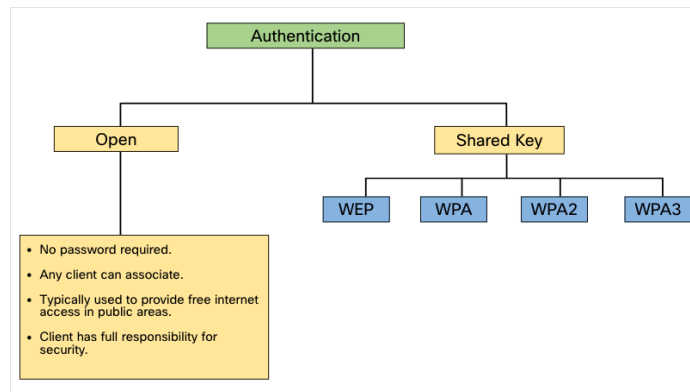 Authentication
Open
Shared Key
WEP
WPA
WPA2
WPA3
• No password required.
• Any client can associate.
• Typically used to provide free internet
access in public areas.
• Client has full responsibility for
security.